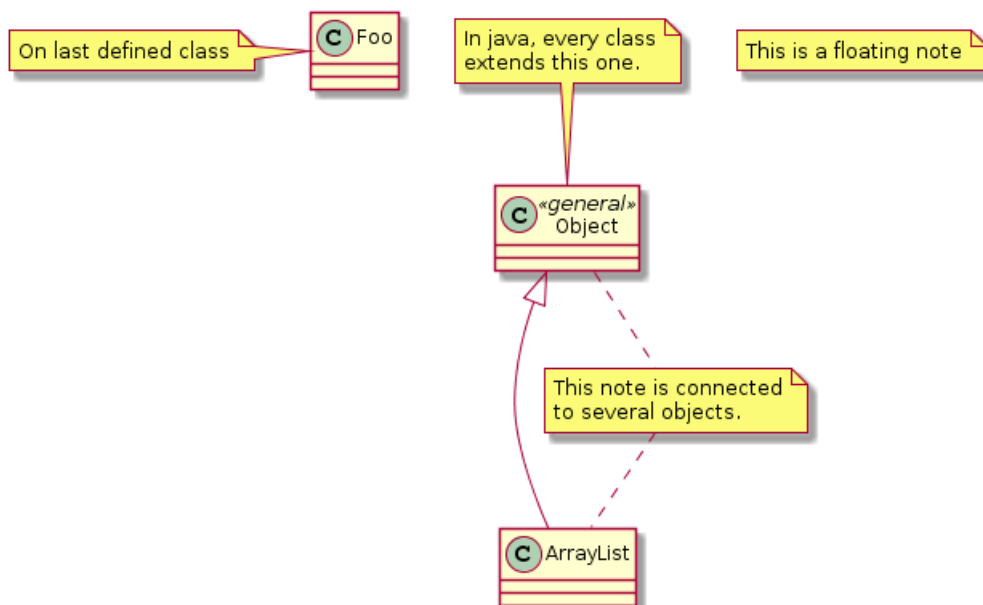 On last defined class
C Foo
In java, every class
extends this one.
This is a floating note
C «general»
Object
This note is connected
to several objects.
C ArrayList